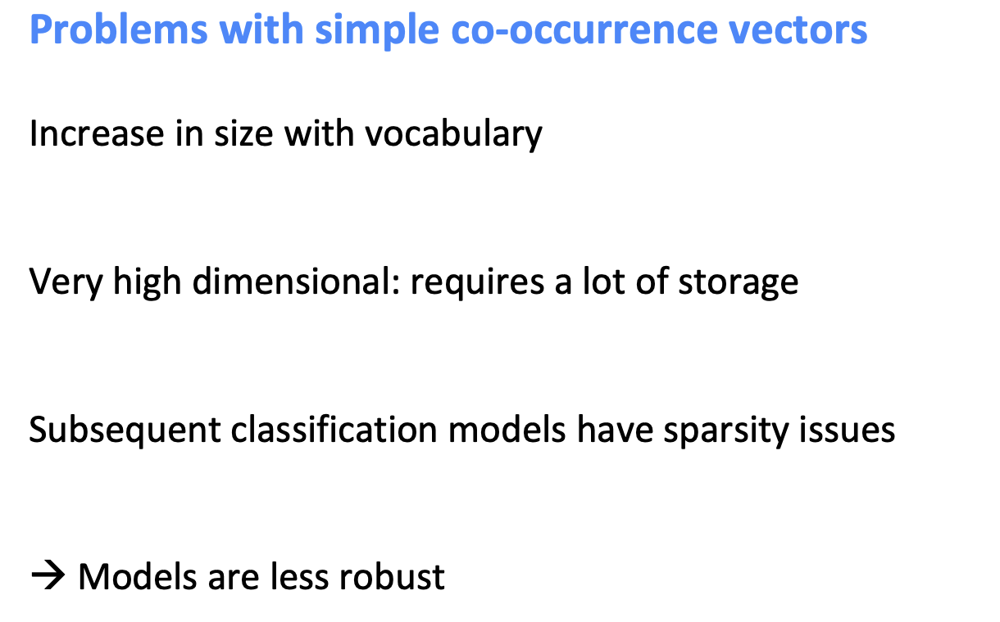 Problems with simple co-occurrence vectors
Increase in size with vocabulary
Very high dimensional: requires a lot of storage
Subsequent classification models have sparsity issues
→ Models are less robust